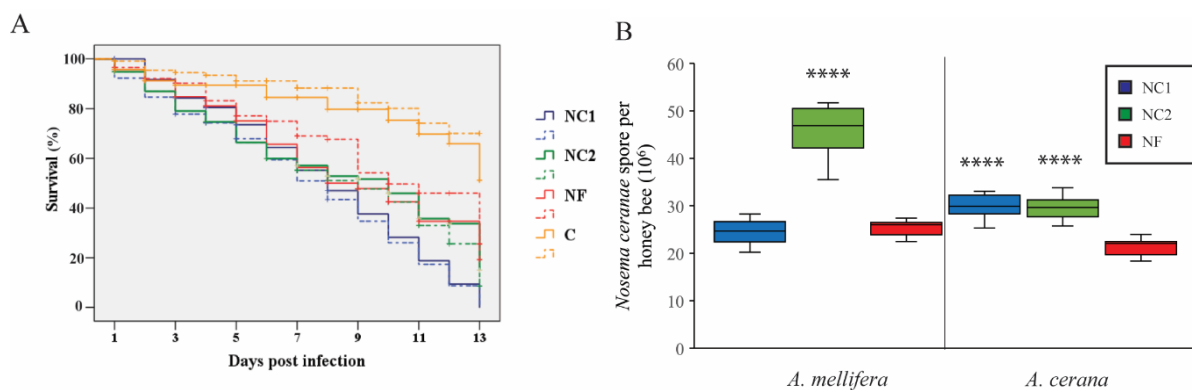 A
100
80
60
40
20
0
Survival (%)
1 3 5 7 9 11 13
Days post infection
NC1
NC2
NF
C
B
60
50
40
30
20
10
0
Nosema ceranae spore per
honey bee (10⁶)
****
****
****
NC1
NC2
NF
A. mellifera
A. cerana